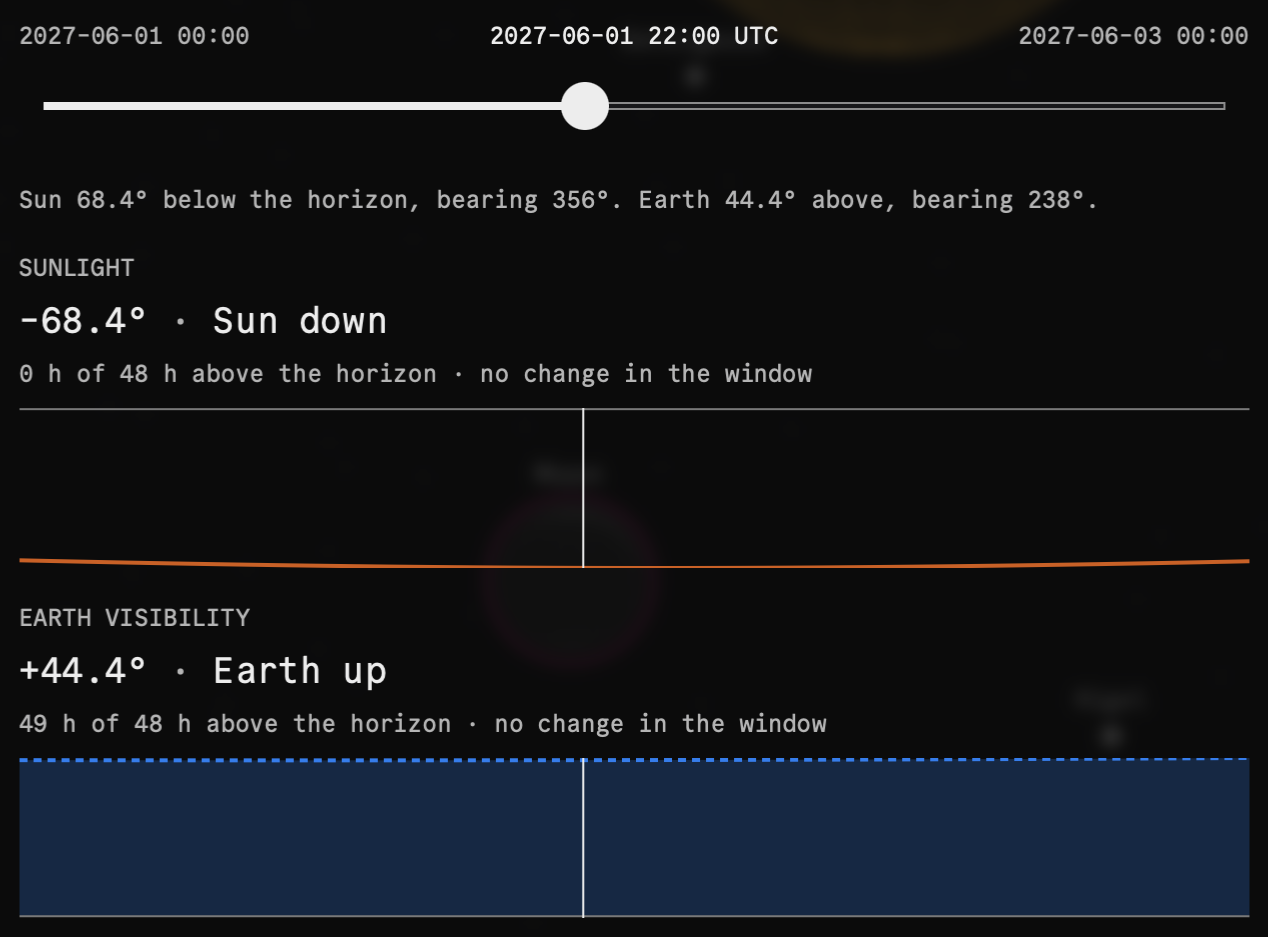 2027-06-01 00:00 2027-06-01 22:00 UTC 2027-06-03 00:00
Sun 68.4° below the horizon, bearing 356°. Earth 44.4° above, bearing 238°.
SUNLIGHT
-68.4° · Sun down
0 h of 48 h above the horizon · no change in the window
EARTH VISIBILITY
+44.4° · Earth up
49 h of 48 h above the horizon · no change in the window